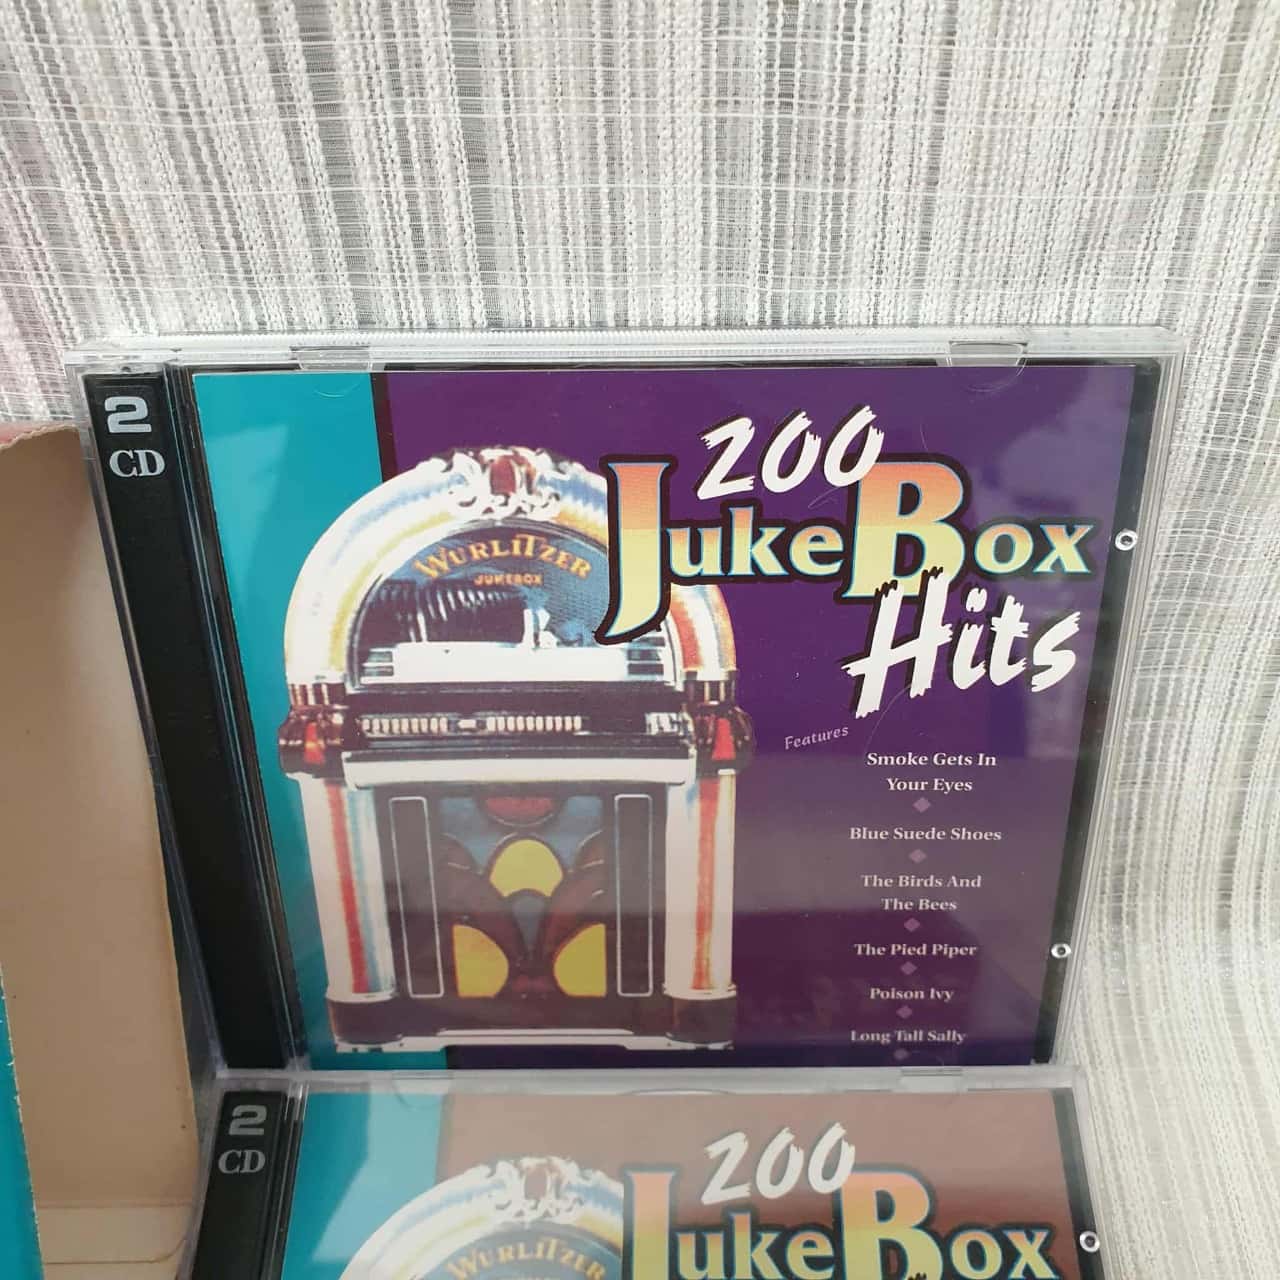 2
CD
200
JukeBox
Hits
WURLITZER
JUKEBOX
Features
Smoke Gets In
Your Eyes
Blue Suede Shoes
The Birds And
The Bees
The Pied Piper
Poison Ivy
Long Tall Sally
2
CD
200
JukeBox
WURLITZER